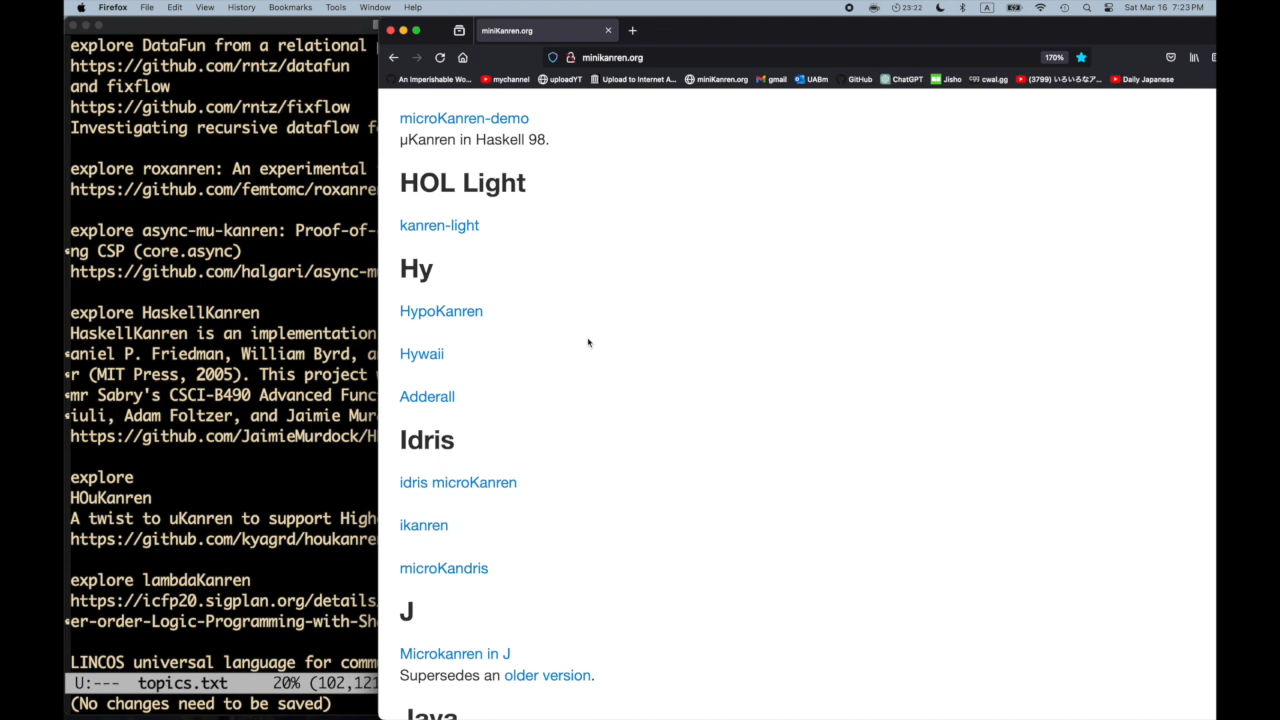 Firefox File Edit View History Bookmarks Tools Window Help 23:22 A Sat Mar 16 7:23 PM
miniKanren.org
minikanren.org 170%
An Imperishable Wo... mychannel uploadYT Upload to Internet A... miniKanren.org gmail UABm GitHub ChatGPT Jisho cwal.gg (3799) いろいろなア... Daily Japanese
explore DataFun from a relational
https://github.com/rntz/datafun
and fixflow
https://github.com/rntz/fixflow
Investigating recursive dataflow f
explore roxanren: An experimental
https://github.com/femtomc/roxanre
explore async-mu-kanren: Proof-of-
ng CSP (core.async)
https://github.com/halgari/async-m
explore HaskellKanren
HaskellKanren is an implementation
aniel P. Friedman, William Byrd, a
r (MIT Press, 2005). This project
mr Sabry's CSCI-B490 Advanced Func
iuli, Adam Foltzer, and Jaimie Mur
https://github.com/JaimieMurdock/H
explore
HOuKanren
A twist to uKanren to support High
https://github.com/kyagrd/houkanre
explore lambdaKanren
https://icfp20.sigplan.org/details/
er-order-Logic-Programming-with-Sh
LINCOS universal language for comm
U:--- topics.txt 20% (102,121
(No changes need to be saved)
microKanren-demo
μKanren in Haskell 98.
HOL Light
kanren-light
Hy
HypoKanren
Hywaii
Adderall
Idris
idris microKanren
ikanren
microKandris
J
Microkanren in J
Supersedes an older version.
Java